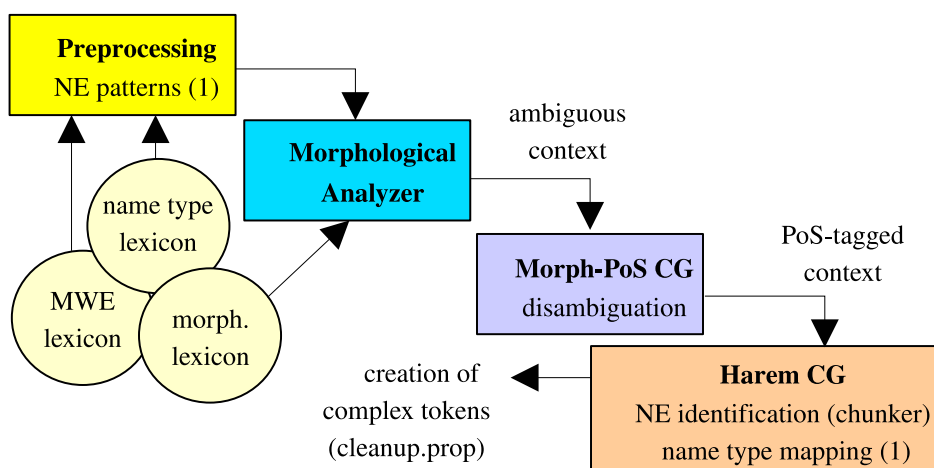 Preprocessing
NE patterns (1)
Morphological
Analyzer
ambiguous
context
name type
lexicon
MWE
lexicon
morph.
lexicon
Morph-PoS CG
disambiguation
PoS-tagged
context
Harem CG
NE identification (chunker)
name type mapping (1)
creation of
complex tokens
(cleanup.prop)